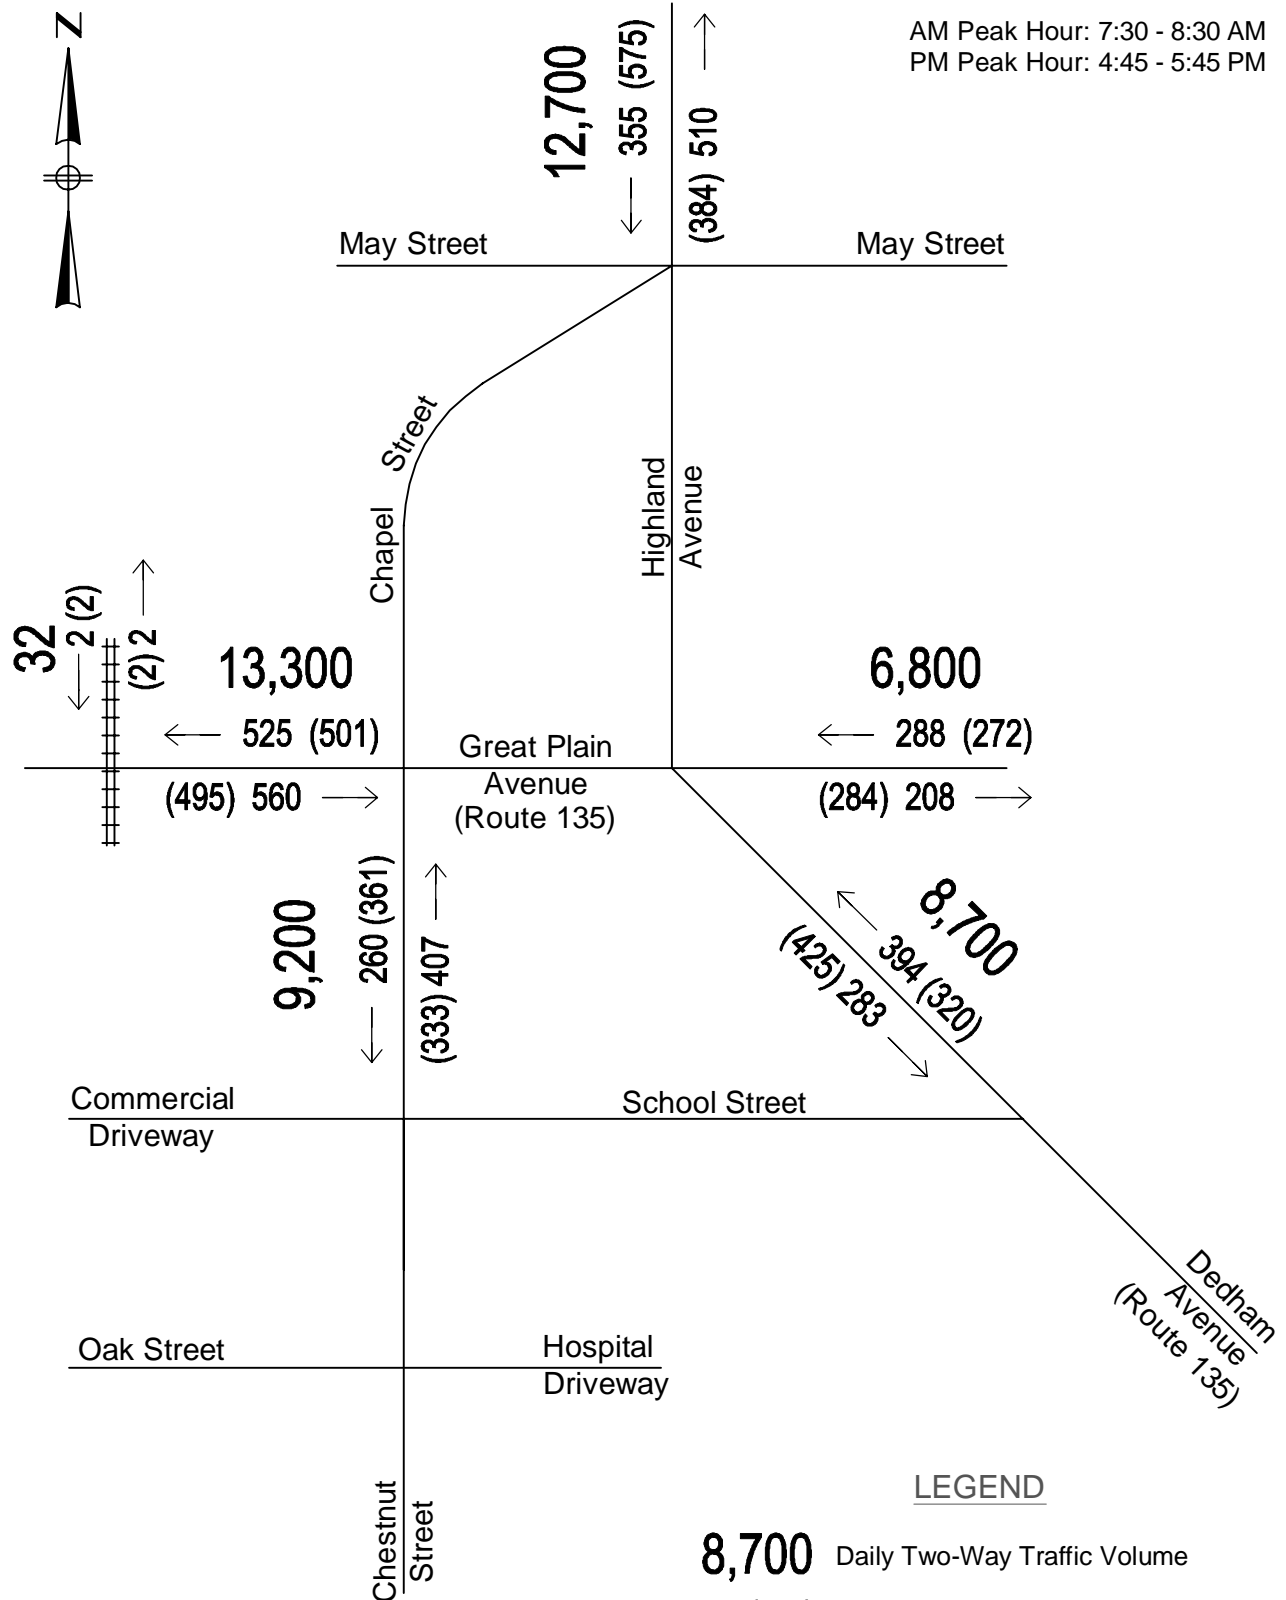 N
AM Peak Hour: 7:30 - 8:30 AM
PM Peak Hour: 4:45 - 5:45 PM
12,700
355 (575)
(384) 510
May Street
May Street
Chapel Street
Highland
Avenue
32
2 (2)
(2) 2
13,300
525 (501)
(495) 560
Great Plain
Avenue
(Route 135)
6,800
288 (272)
(284) 208
9,200
260 (361)
(333) 407
8,700
394 (320)
(425) 283
Commercial
Driveway
School Street
Dedham
Avenue
(Route 135)
Oak Street
Hospital
Driveway
Chestnut
Street
LEGEND
8,700 Daily Two-Way Traffic Volume